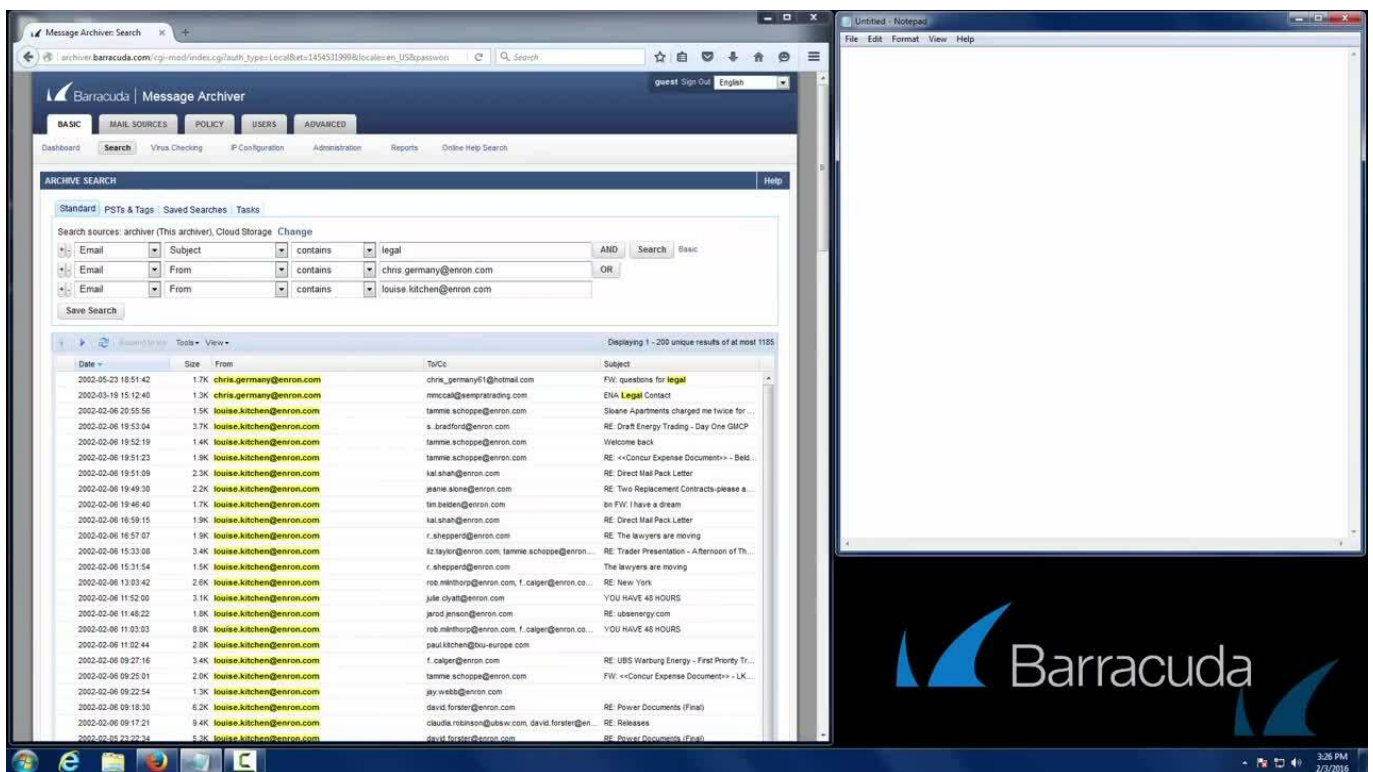 Message Archiver: Search
archiver.barracuda.com/cgi-mod/index.cgi?auth_type=Local&et=1454531999&locale=en_US&passwor
Search
guest Sign Out English
Barracuda | Message Archiver
BASIC MAIL SOURCES POLICY USERS ADVANCED
Dashboard Search Virus Checking IP Configuration Administration Reports Online Help Search
ARCHIVE SEARCH Help
Standard PSTs & Tags Saved Searches Tasks
Search sources: archiver (This archiver), Cloud Storage Change
Email Subject contains legal AND Search Basic
Email From contains chris.germany@enron.com OR
Email From contains louise.kitchen@enron.com
Save Search
Tools View Displaying 1 - 200 unique results of at most 1185
Date Size From To/Cc Subject
2002-05-23 18:51:42 1.7K chris.germany@enron.com chris_germany61@hotmail.com FW: questions for legal
2002-03-19 15:12:40 1.3K chris.germany@enron.com mmccall@sempratrading.com ENA Legal Contact
2002-02-06 20:55:56 1.5K louise.kitchen@enron.com tammie.schoppe@enron.com Sloane Apartments charged me twice for ...
2002-02-06 19:53:04 3.7K louise.kitchen@enron.com s..bradford@enron.com RE: Draft Energy Trading - Day One GMCP
2002-02-06 19:52:19 1.4K louise.kitchen@enron.com tammie.schoppe@enron.com Welcome back
2002-02-06 19:51:23 1.9K louise.kitchen@enron.com tammie.schoppe@enron.com RE: <<Concur Expense Document>> - Beld...
2002-02-06 19:51:09 2.3K louise.kitchen@enron.com kal.shah@enron.com RE: Direct Mail Pack Letter
2002-02-06 19:49:30 2.2K louise.kitchen@enron.com jeanie.slone@enron.com RE: Two Replacement Contracts-please a...
2002-02-06 19:46:40 1.7K louise.kitchen@enron.com tim.belden@enron.com bn FW: I have a dream
2002-02-06 16:59:15 1.9K louise.kitchen@enron.com kal.shah@enron.com RE: Direct Mail Pack Letter
2002-02-06 16:57:07 1.9K louise.kitchen@enron.com r..shepperd@enron.com RE: The lawyers are moving
2002-02-06 15:33:08 3.4K louise.kitchen@enron.com liz.taylor@enron.com, tammie.schoppe@enron... RE: Trader Presentation - Afternoon of Th...
2002-02-06 15:31:54 1.5K louise.kitchen@enron.com r..shepperd@enron.com The lawyers are moving
2002-02-06 13:03:42 2.6K louise.kitchen@enron.com rob.milnthorp@enron.com, f..calger@enron.co... RE: New York
2002-02-06 11:52:00 3.1K louise.kitchen@enron.com julie.clyatt@enron.com YOU HAVE 48 HOURS
2002-02-06 11:48:22 1.8K louise.kitchen@enron.com jarod.jenson@enron.com RE: ubsenergy.com
2002-02-06 11:03:03 8.8K louise.kitchen@enron.com rob.milnthorp@enron.com, f..calger@enron.co... YOU HAVE 48 HOURS
2002-02-06 11:02:44 2.8K louise.kitchen@enron.com paul.kitchen@txu-europe.com
2002-02-06 09:27:16 3.4K louise.kitchen@enron.com f..calger@enron.com RE: UBS Warburg Energy - First Priority Tr...
2002-02-06 09:25:01 2.0K louise.kitchen@enron.com tammie.schoppe@enron.com FW: <<Concur Expense Document>> - LK...
2002-02-06 09:22:54 1.3K louise.kitchen@enron.com jay.webb@enron.com
2002-02-06 09:18:30 6.2K louise.kitchen@enron.com david.forster@enron.com RE: Power Documents (Final)
2002-02-06 09:17:21 9.4K louise.kitchen@enron.com claudia.robinson@ubsw.com, david.forster@en... RE: Releases
2002-02-05 23:22:34 5.3K louise.kitchen@enron.com david.forster@enron.com RE: Power Documents (Final)
Untitled - Notepad
File Edit Format View Help
Barracuda
3:26 PM
2/3/2016